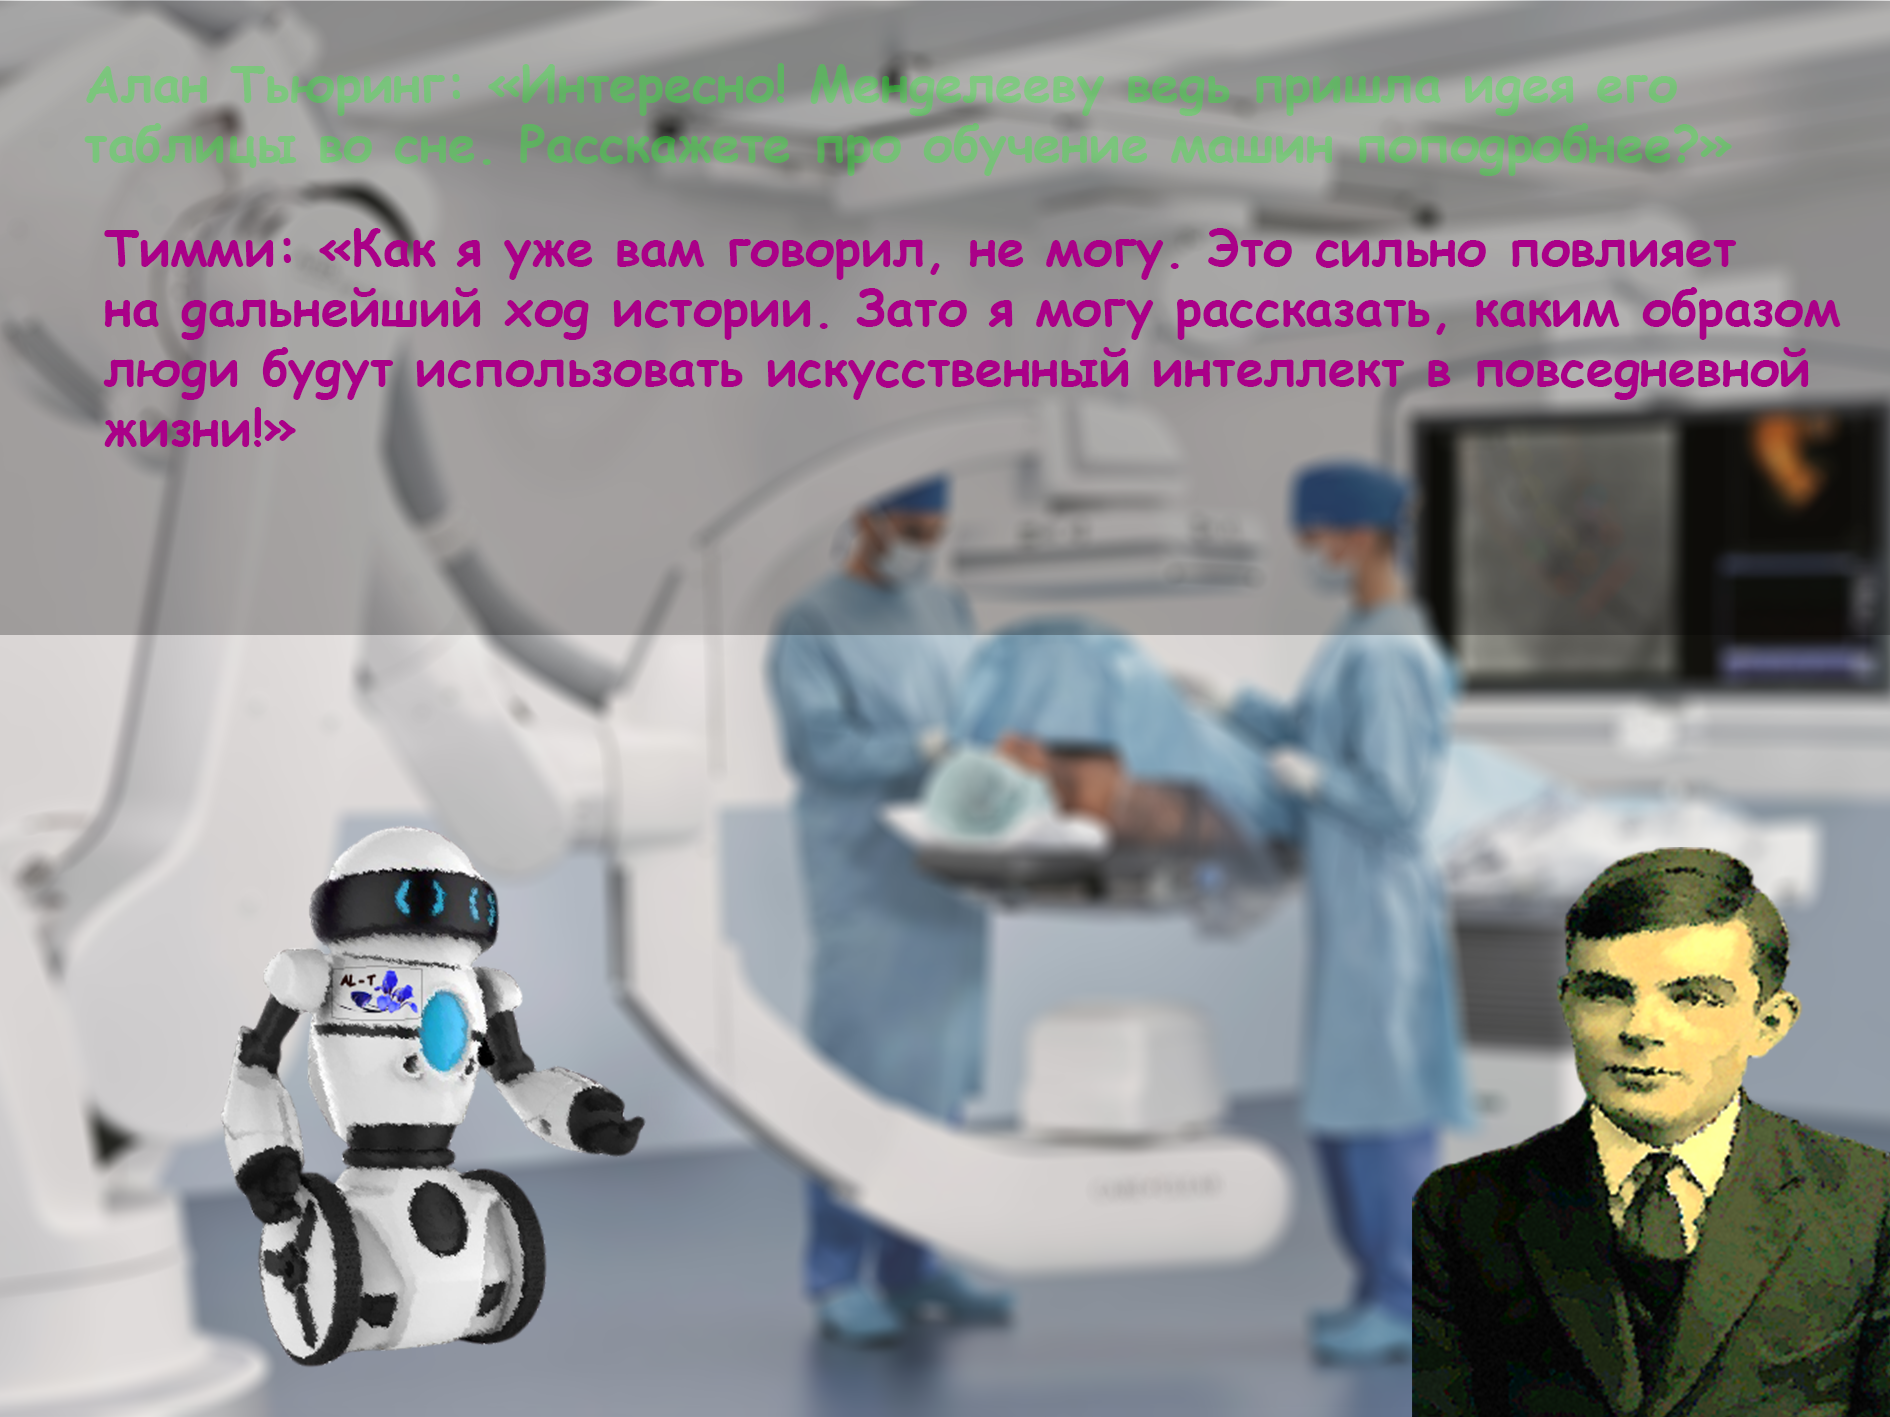 Алан Тьюринг: «Интересно! Менделееву ведь пришла идея его
таблицы во сне. Расскажете про обучение машин поподробнее?»
Тимми: «Как я уже вам говорил, не могу. Это сильно повлияет
на дальнейший ход истории. Зато я могу рассказать, каким образом
люди будут использовать искусственный интеллект в повседневной
жизни!»
AL-T